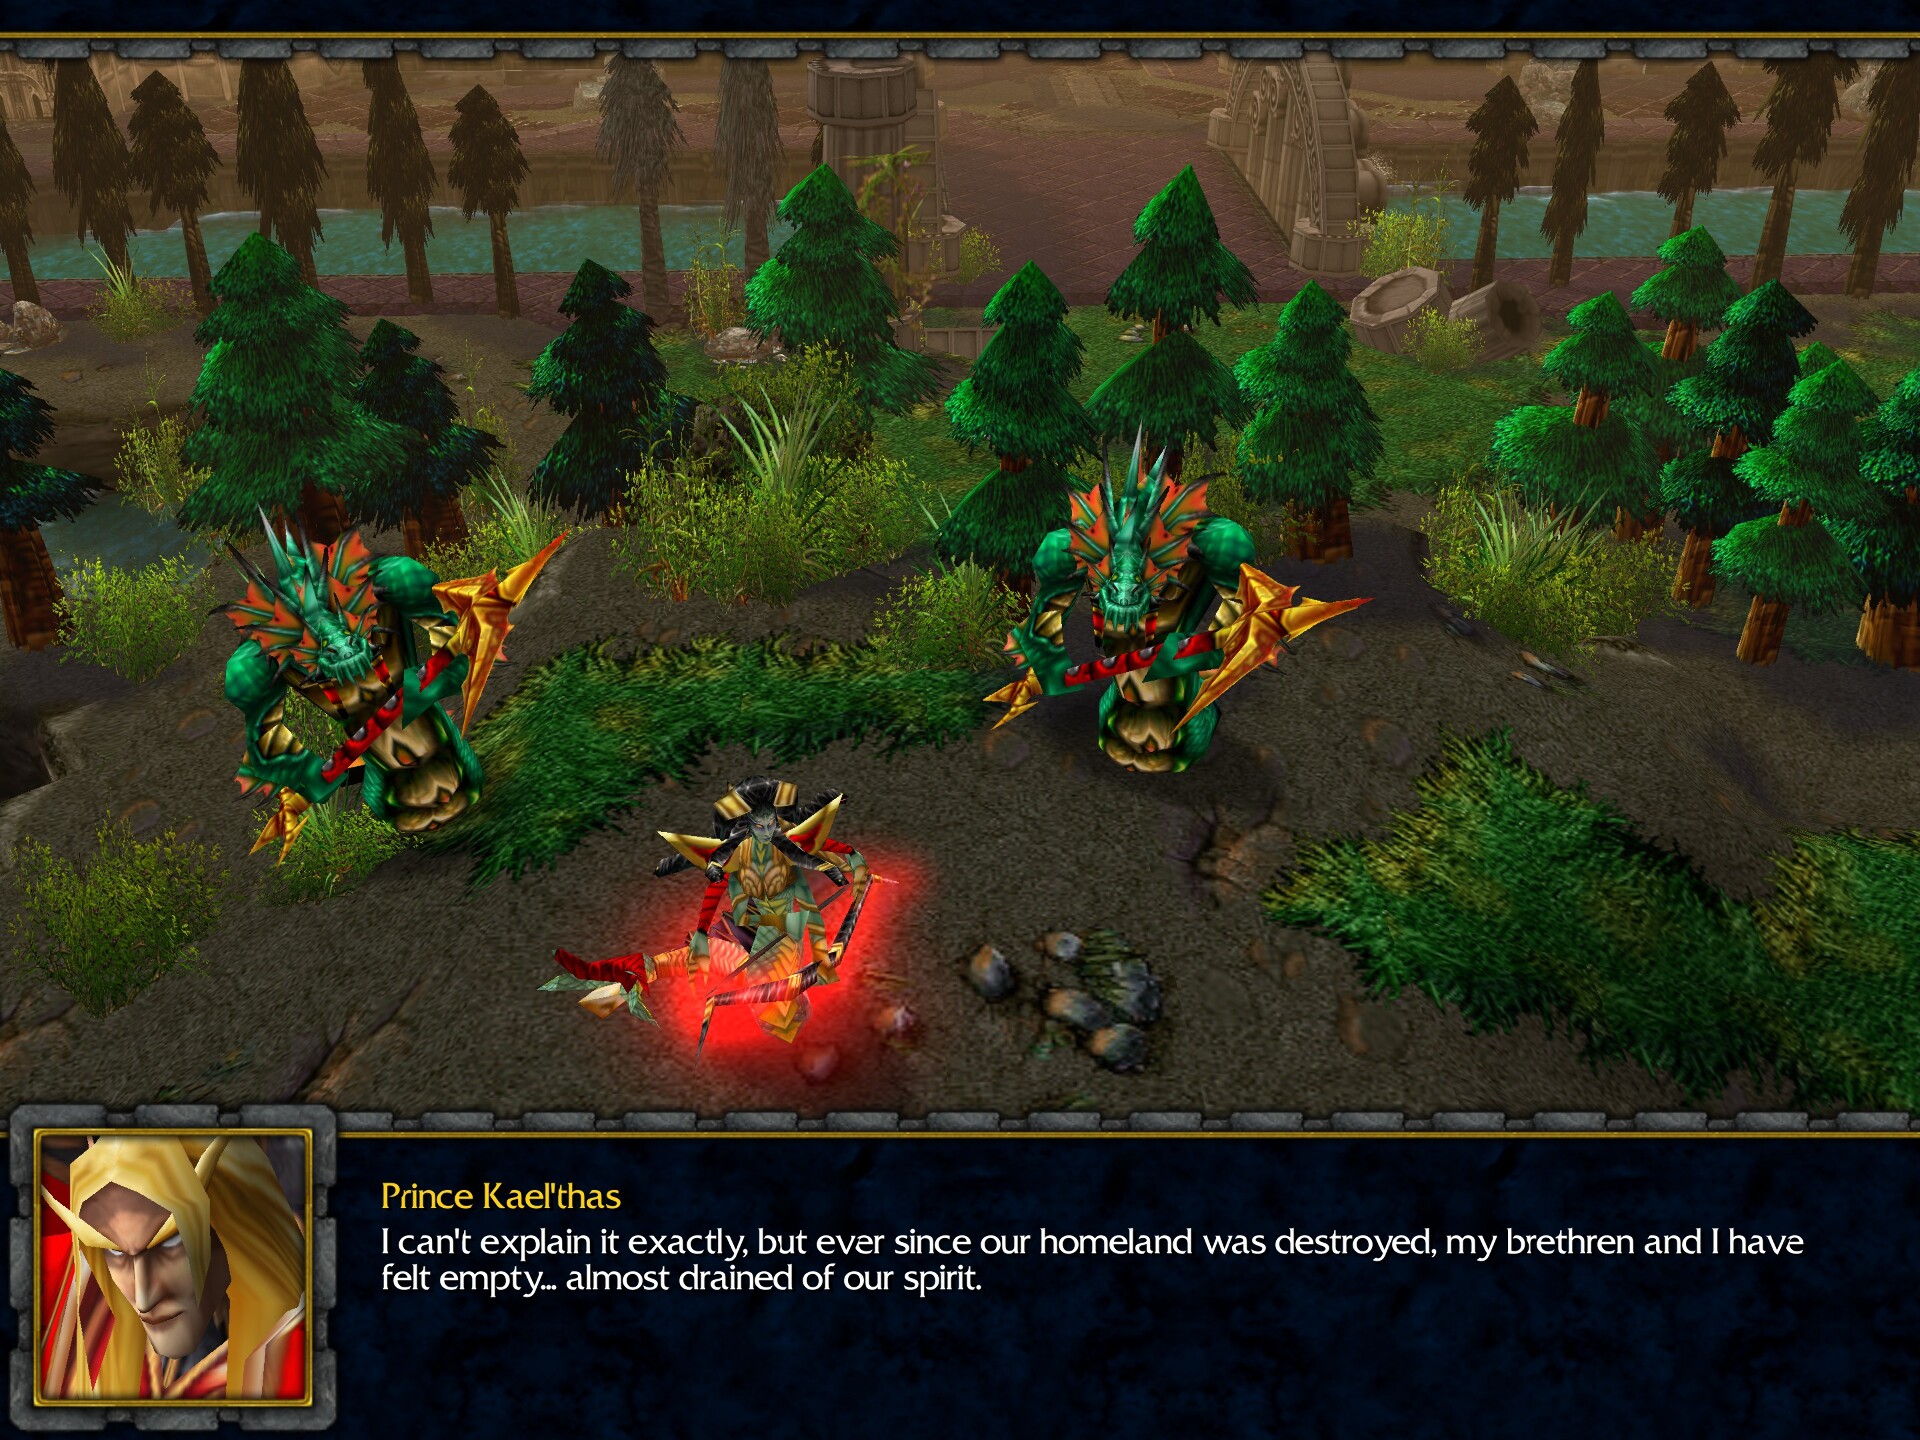 Prince Kael'thas
I can't explain it exactly, but ever since our homeland was destroyed, my brethren and I have
felt empty... almost drained of our spirit.